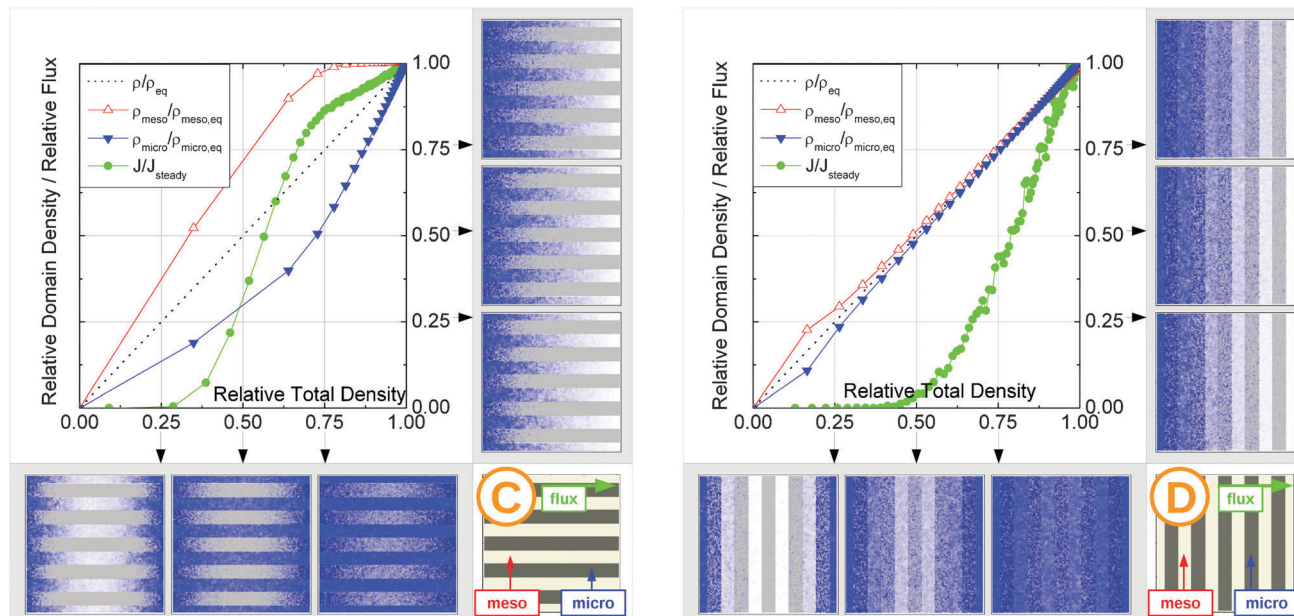 Relative Domain Density / Relative Flux
ρ/ρeq
ρmeso/ρmeso,eq
ρmicro/ρmicro,eq
J/Jsteady
1.00
0.75
0.50
0.25
0.00
Relative Total Density
0.00 0.25 0.50 0.75 1.00
C
flux
meso
micro
Relative Domain Density / Relative Flux
ρ/ρeq
ρmeso/ρmeso,eq
ρmicro/ρmicro,eq
J/Jsteady
1.00
0.75
0.50
0.25
0.00
Relative Total Density
0.00 0.25 0.50 0.75 1.00
D
flux
meso
micro